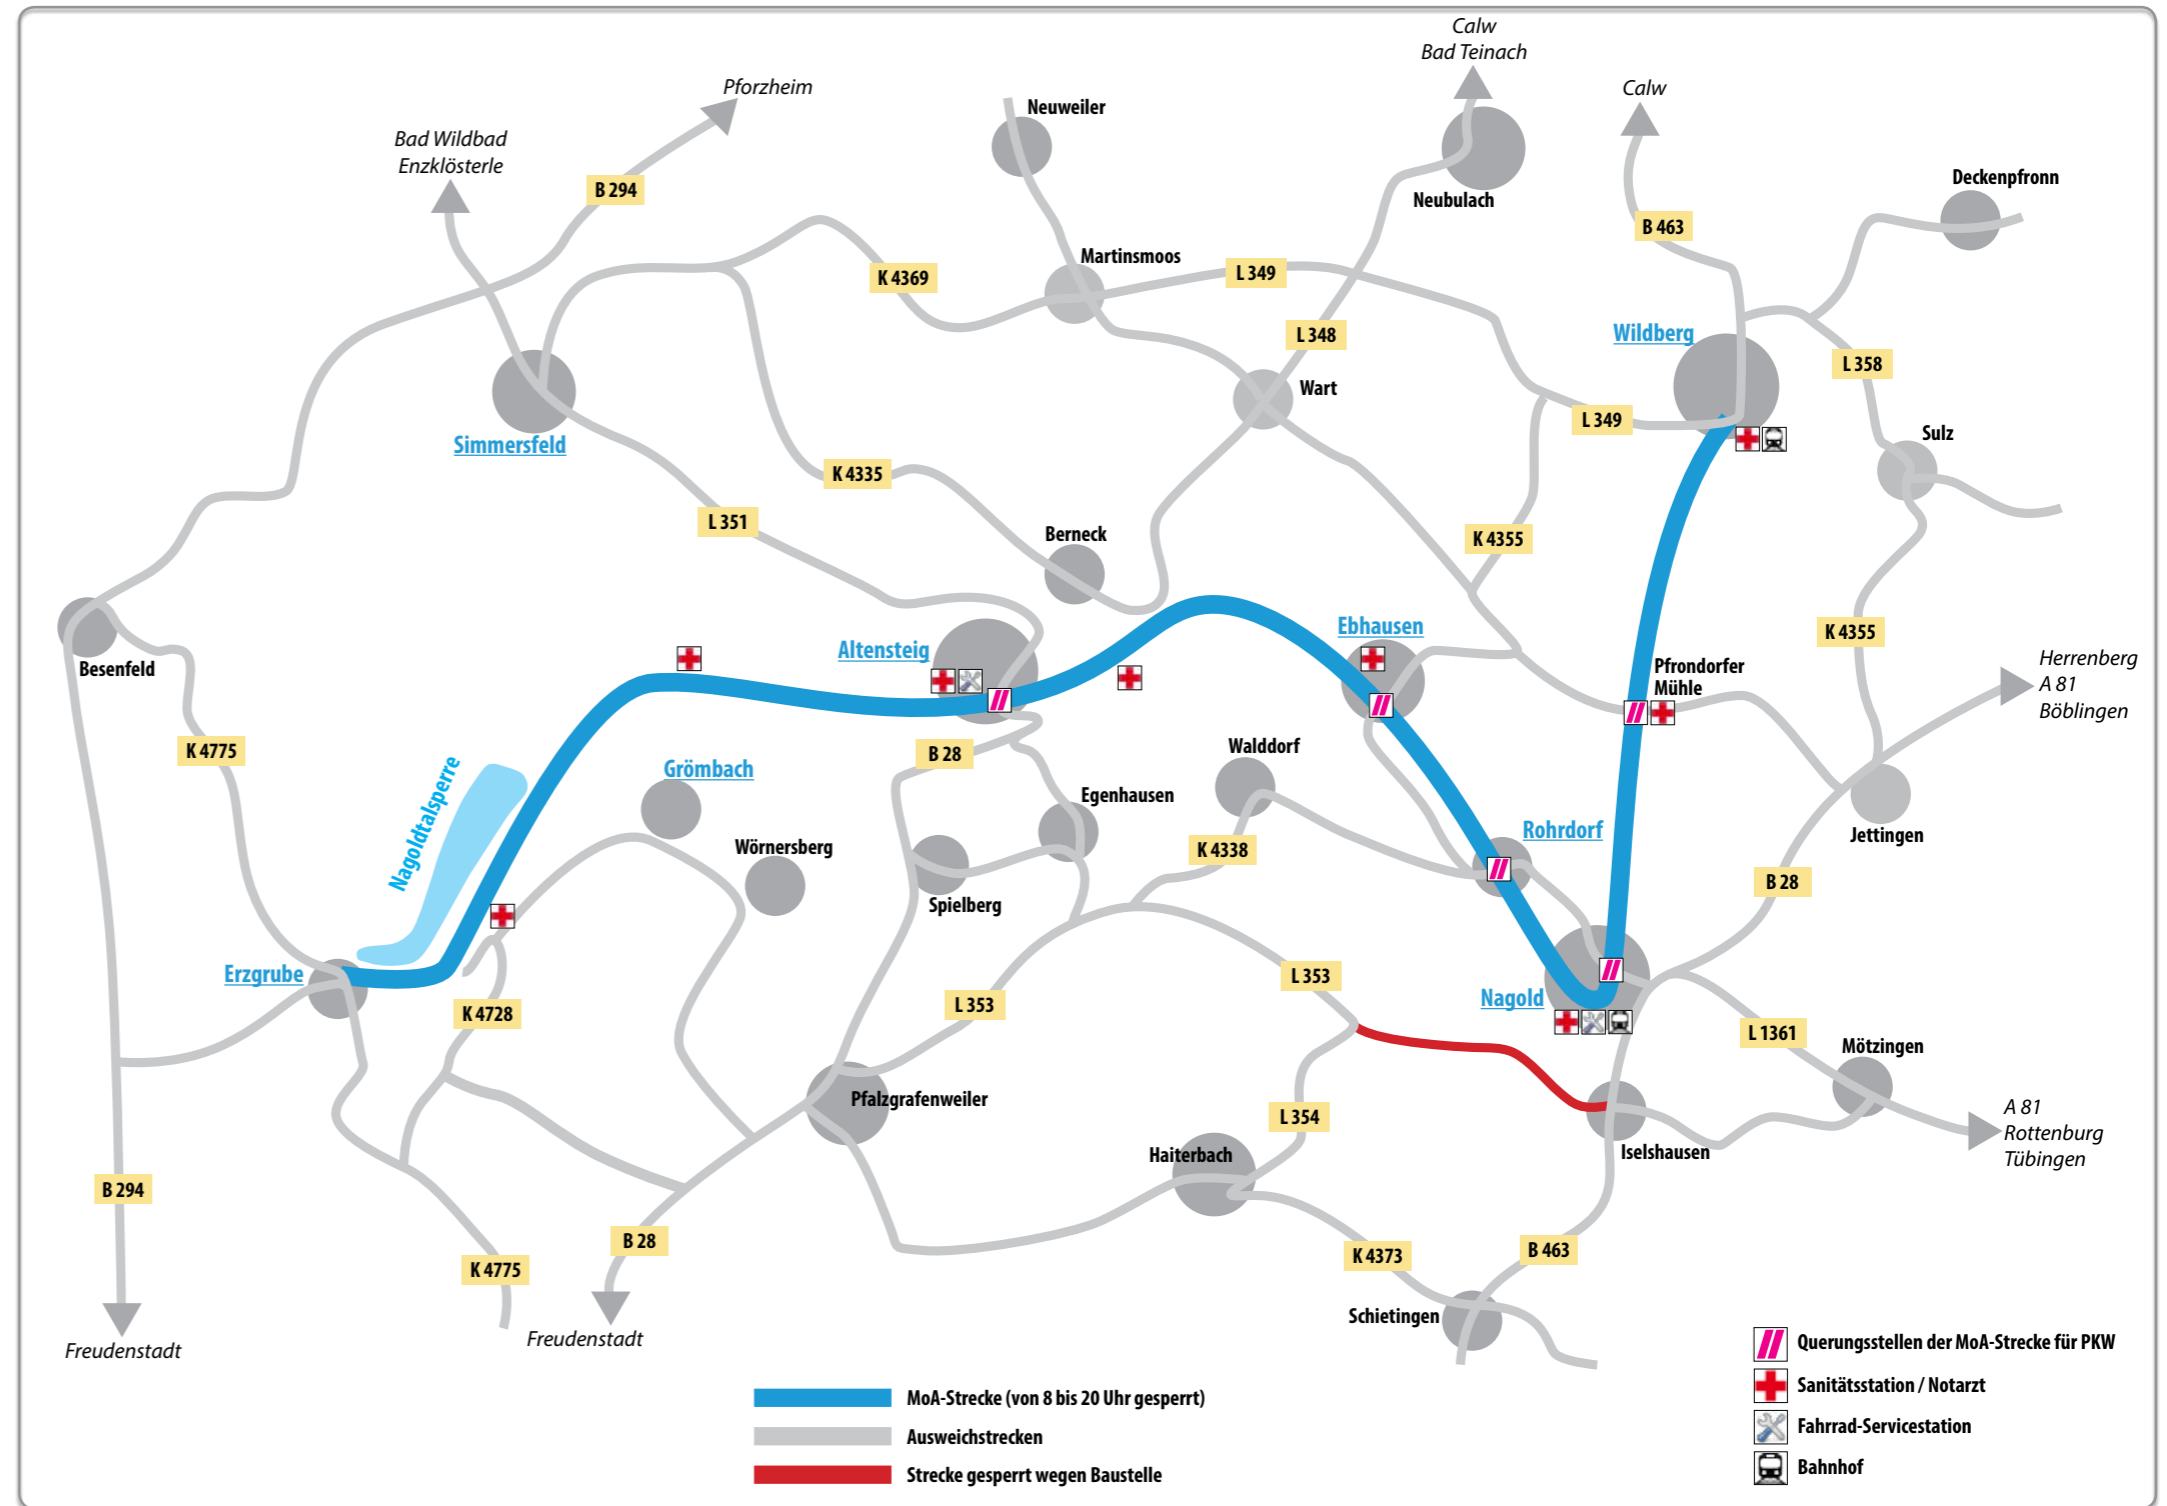 Calw
Bad Teinach
Pforzheim
Calw
Neuweiler
Bad Wildbad
Enzklösterle
B 294
Deckenpfronn
Neubulach
B 463
Martinsmoos
K 4369
L 349
L 348
Wildberg
L 358
Wart
L 349
Simmersfeld
Sulz
K 4335
L 351
Berneck
K 4355
Ebhausen
K 4355
Altensteig
Besenfeld
Pfrondorfer
Mühle
Herrenberg
A 81
Böblingen
K 4775
B 28
Walddorf
Grömbach
Nagoldtalsperre
Egenhausen
Rohrdorf
Jettingen
Wörnersberg
K 4338
B 28
Spielberg
Erzgrube
L 353
L 353
Nagold
K 4728
L 1361
Mötzingen
Pfalzgrafenweiler
L 354
A 81
Rottenburg
Tübingen
Haiterbach
Iselshausen
B 294
B 28
K 4775
K 4373
B 463
Schietingen
Freudenstadt
Freudenstadt
MoA-Strecke (von 8 bis 20 Uhr gesperrt)
Ausweichstrecken
Strecke gesperrt wegen Baustelle
Querungsstellen der MoA-Strecke für PKW
Sanitätsstation / Notarzt
Fahrrad-Servicestation
Bahnhof